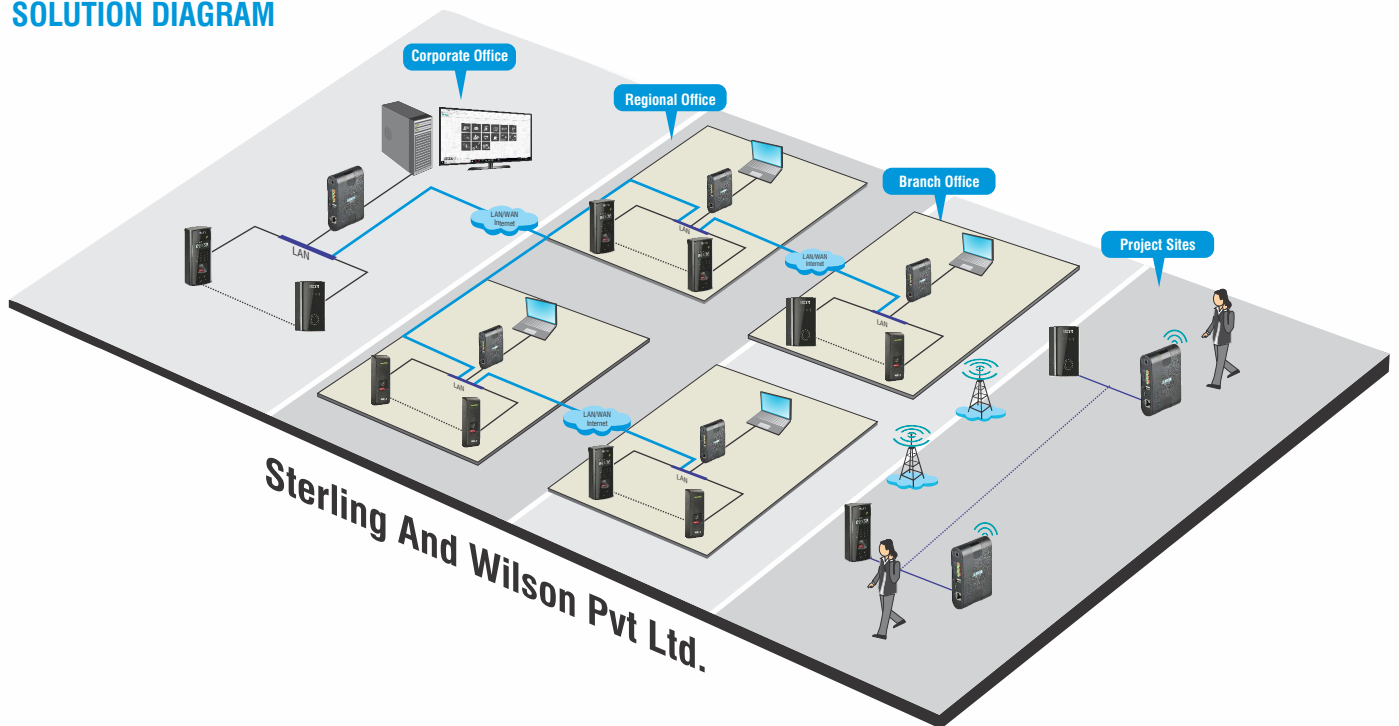 SOLUTION DIAGRAM
Corporate Office
Regional Office
Branch Office
Project Sites
LAN
LAN/WAN
Internet
LAN
LAN/WAN
Internet
LAN
LAN
LAN/WAN
Internet
LAN
Sterling And Wilson Pvt Ltd.